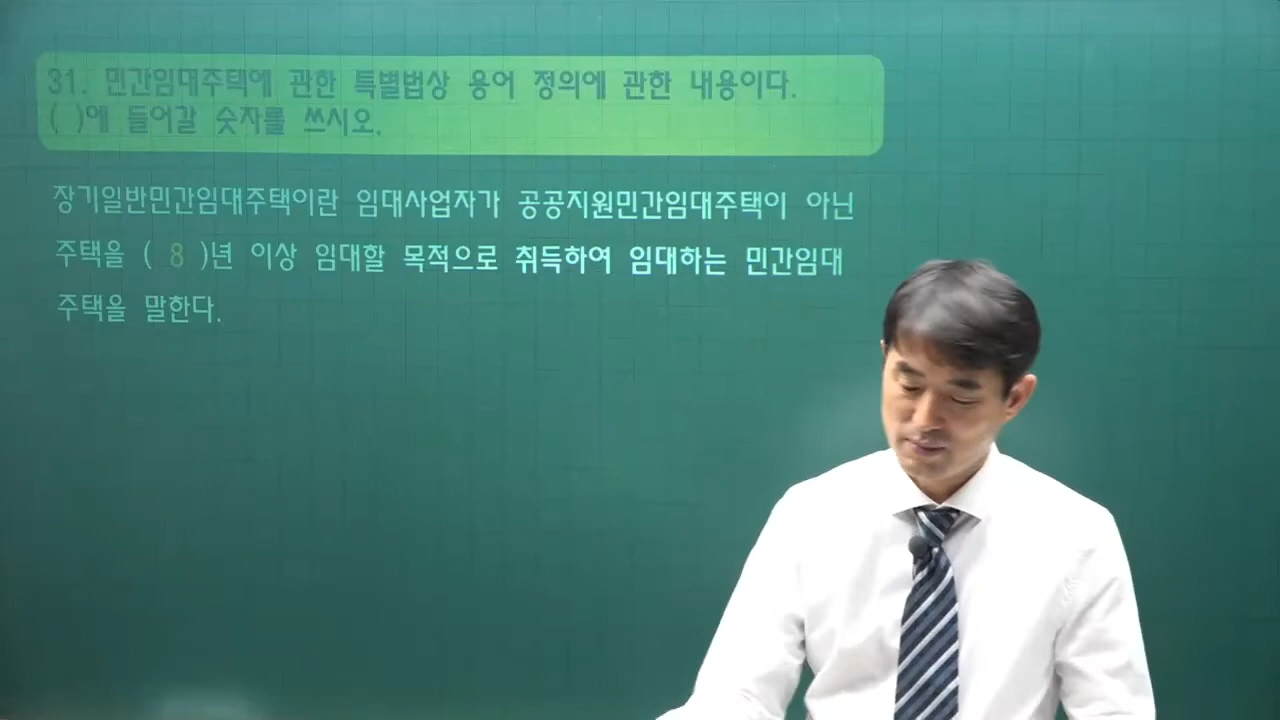 31. 민간임대주택에 관한 특별법상 용어 정의에 관한 내용이다.
( )에 들어갈 숫자를 쓰시오.
장기일반민간임대주택이란 임대사업자가 공공지원민간임대주택이 아닌
주택을 ( 8 )년 이상 임대할 목적으로 취득하여 임대하는 민간임대
주택을 말한다.